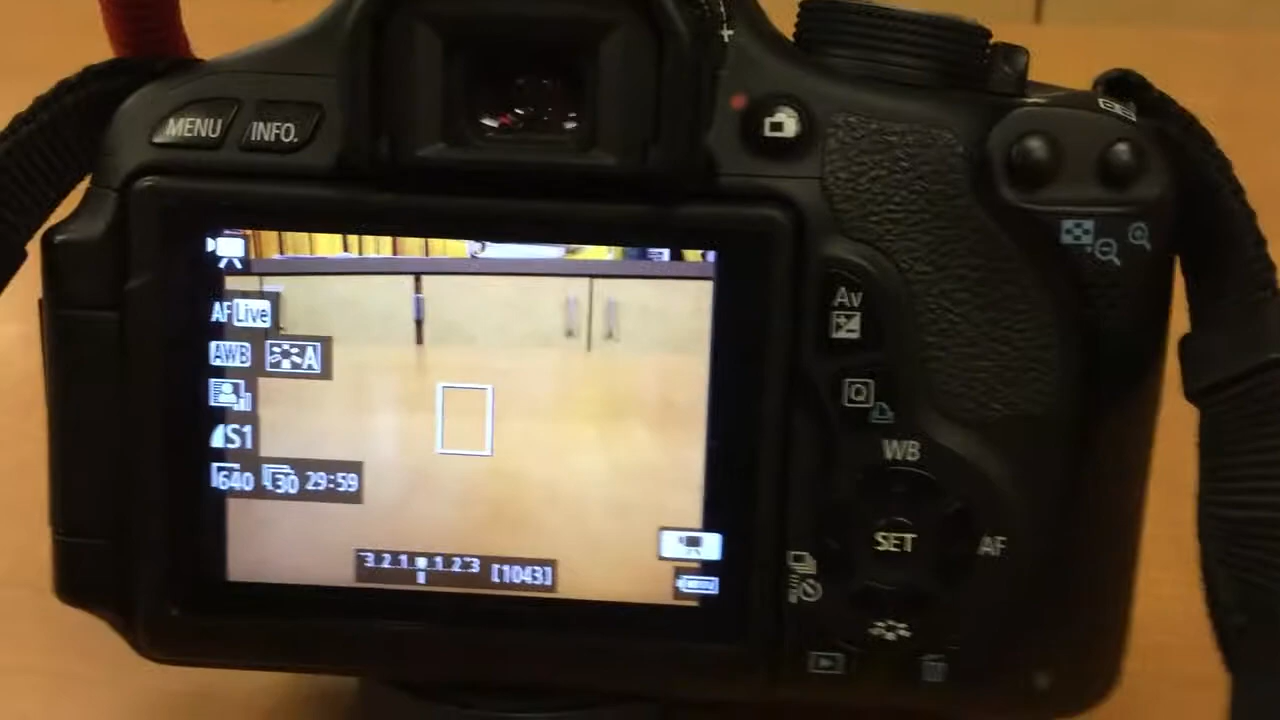 MENU INFO.
AF Live
AWB A
S1
640 30 29:59
3..2..1..1..2..3 [1043]
Av
Q
WB
SET
AF